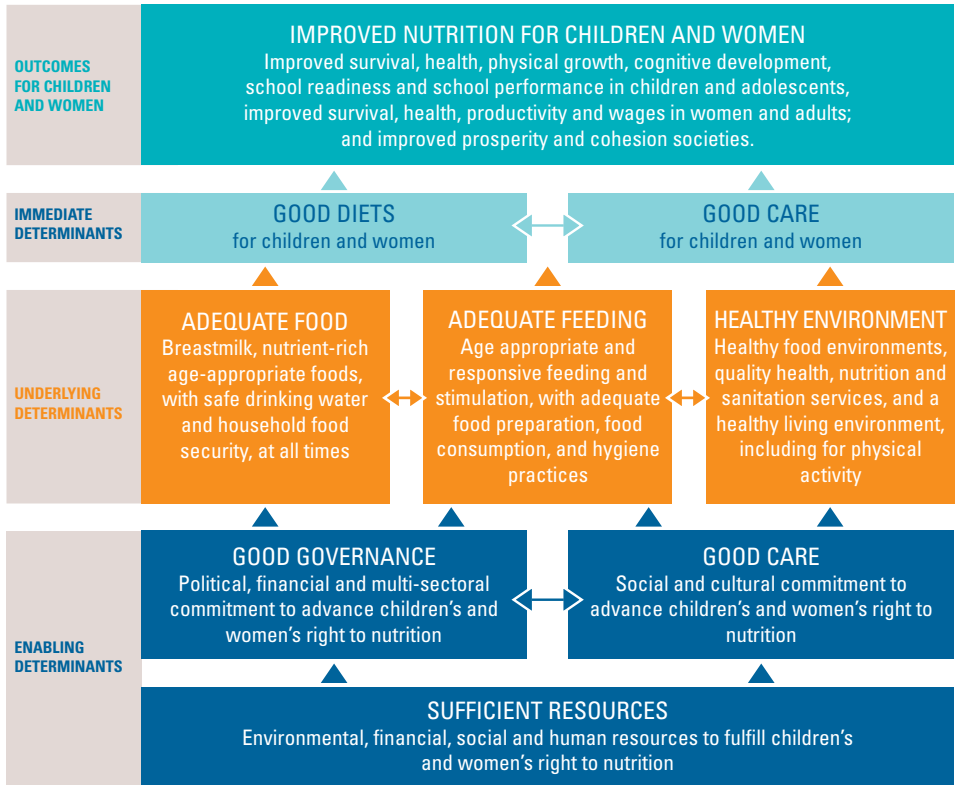 OUTCOMES
FOR CHILDREN
AND WOMEN
IMPROVED NUTRITION FOR CHILDREN AND WOMEN
Improved survival, health, physical growth, cognitive development,
school readiness and school performance in children and adolescents,
improved survival, health, productivity and wages in women and adults;
and improved prosperity and cohesion societies.
IMMEDIATE
DETERMINANTS
GOOD DIETS
for children and women
GOOD CARE
for children and women
UNDERLYING
DETERMINANTS
ADEQUATE FOOD
Breastmilk, nutrient-rich
age-appropriate foods,
with safe drinking water
and household food
security, at all times
ADEQUATE FEEDING
Age appropriate and
responsive feeding and
stimulation, with adequate
food preparation, food
consumption, and hygiene
practices
HEALTHY ENVIRONMENT
Healthy food environments,
quality health, nutrition and
sanitation services, and a
healthy living environment,
including for physical
activity
ENABLING
DETERMINANTS
GOOD GOVERNANCE
Political, financial and multi-sectoral
commitment to advance children’s and
women’s right to nutrition
GOOD CARE
Social and cultural commitment to
advance children’s and women’s right to
nutrition
SUFFICIENT RESOURCES
Environmental, financial, social and human resources to fulfill children’s
and women’s right to nutrition